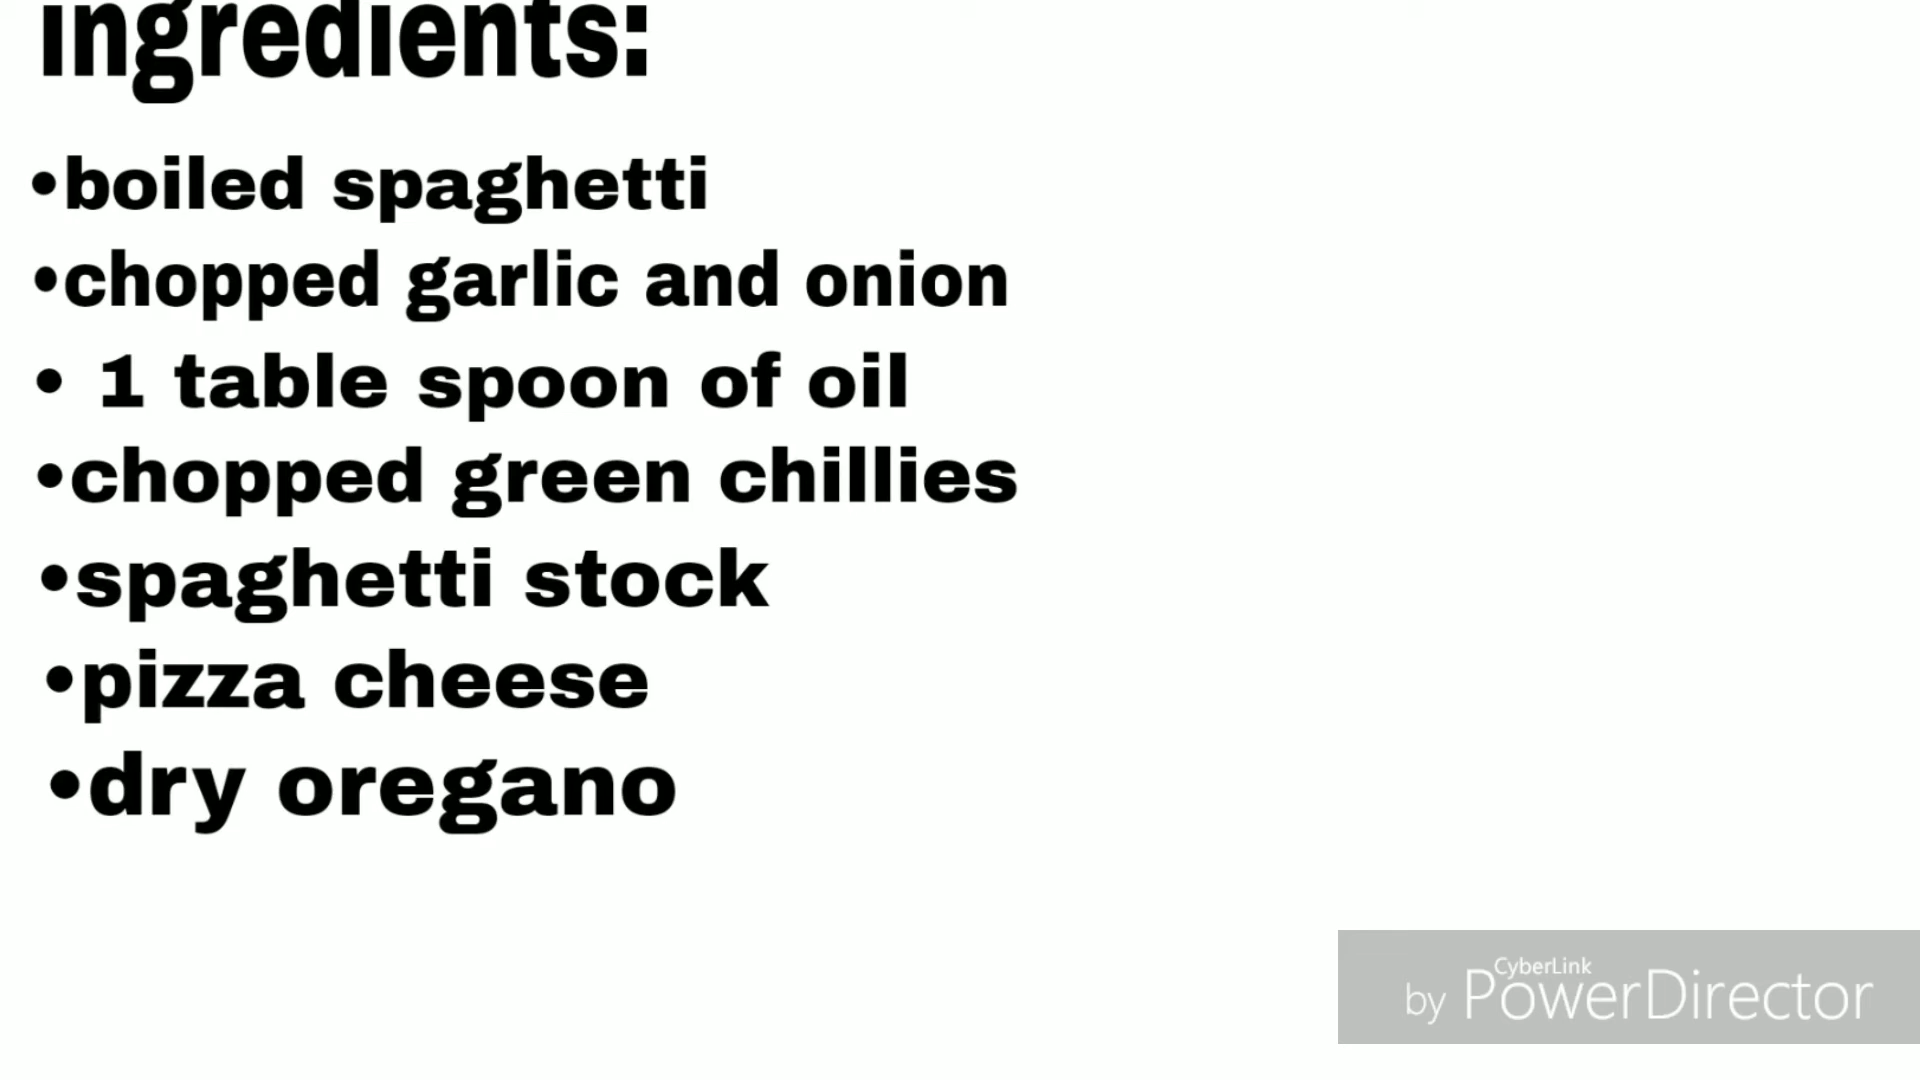 ingredients:
•boiled spaghetti
•chopped garlic and onion
• 1 table spoon of oil
•chopped green chillies
•spaghetti stock
•pizza cheese
•dry oregano
CyberLink
by PowerDirector